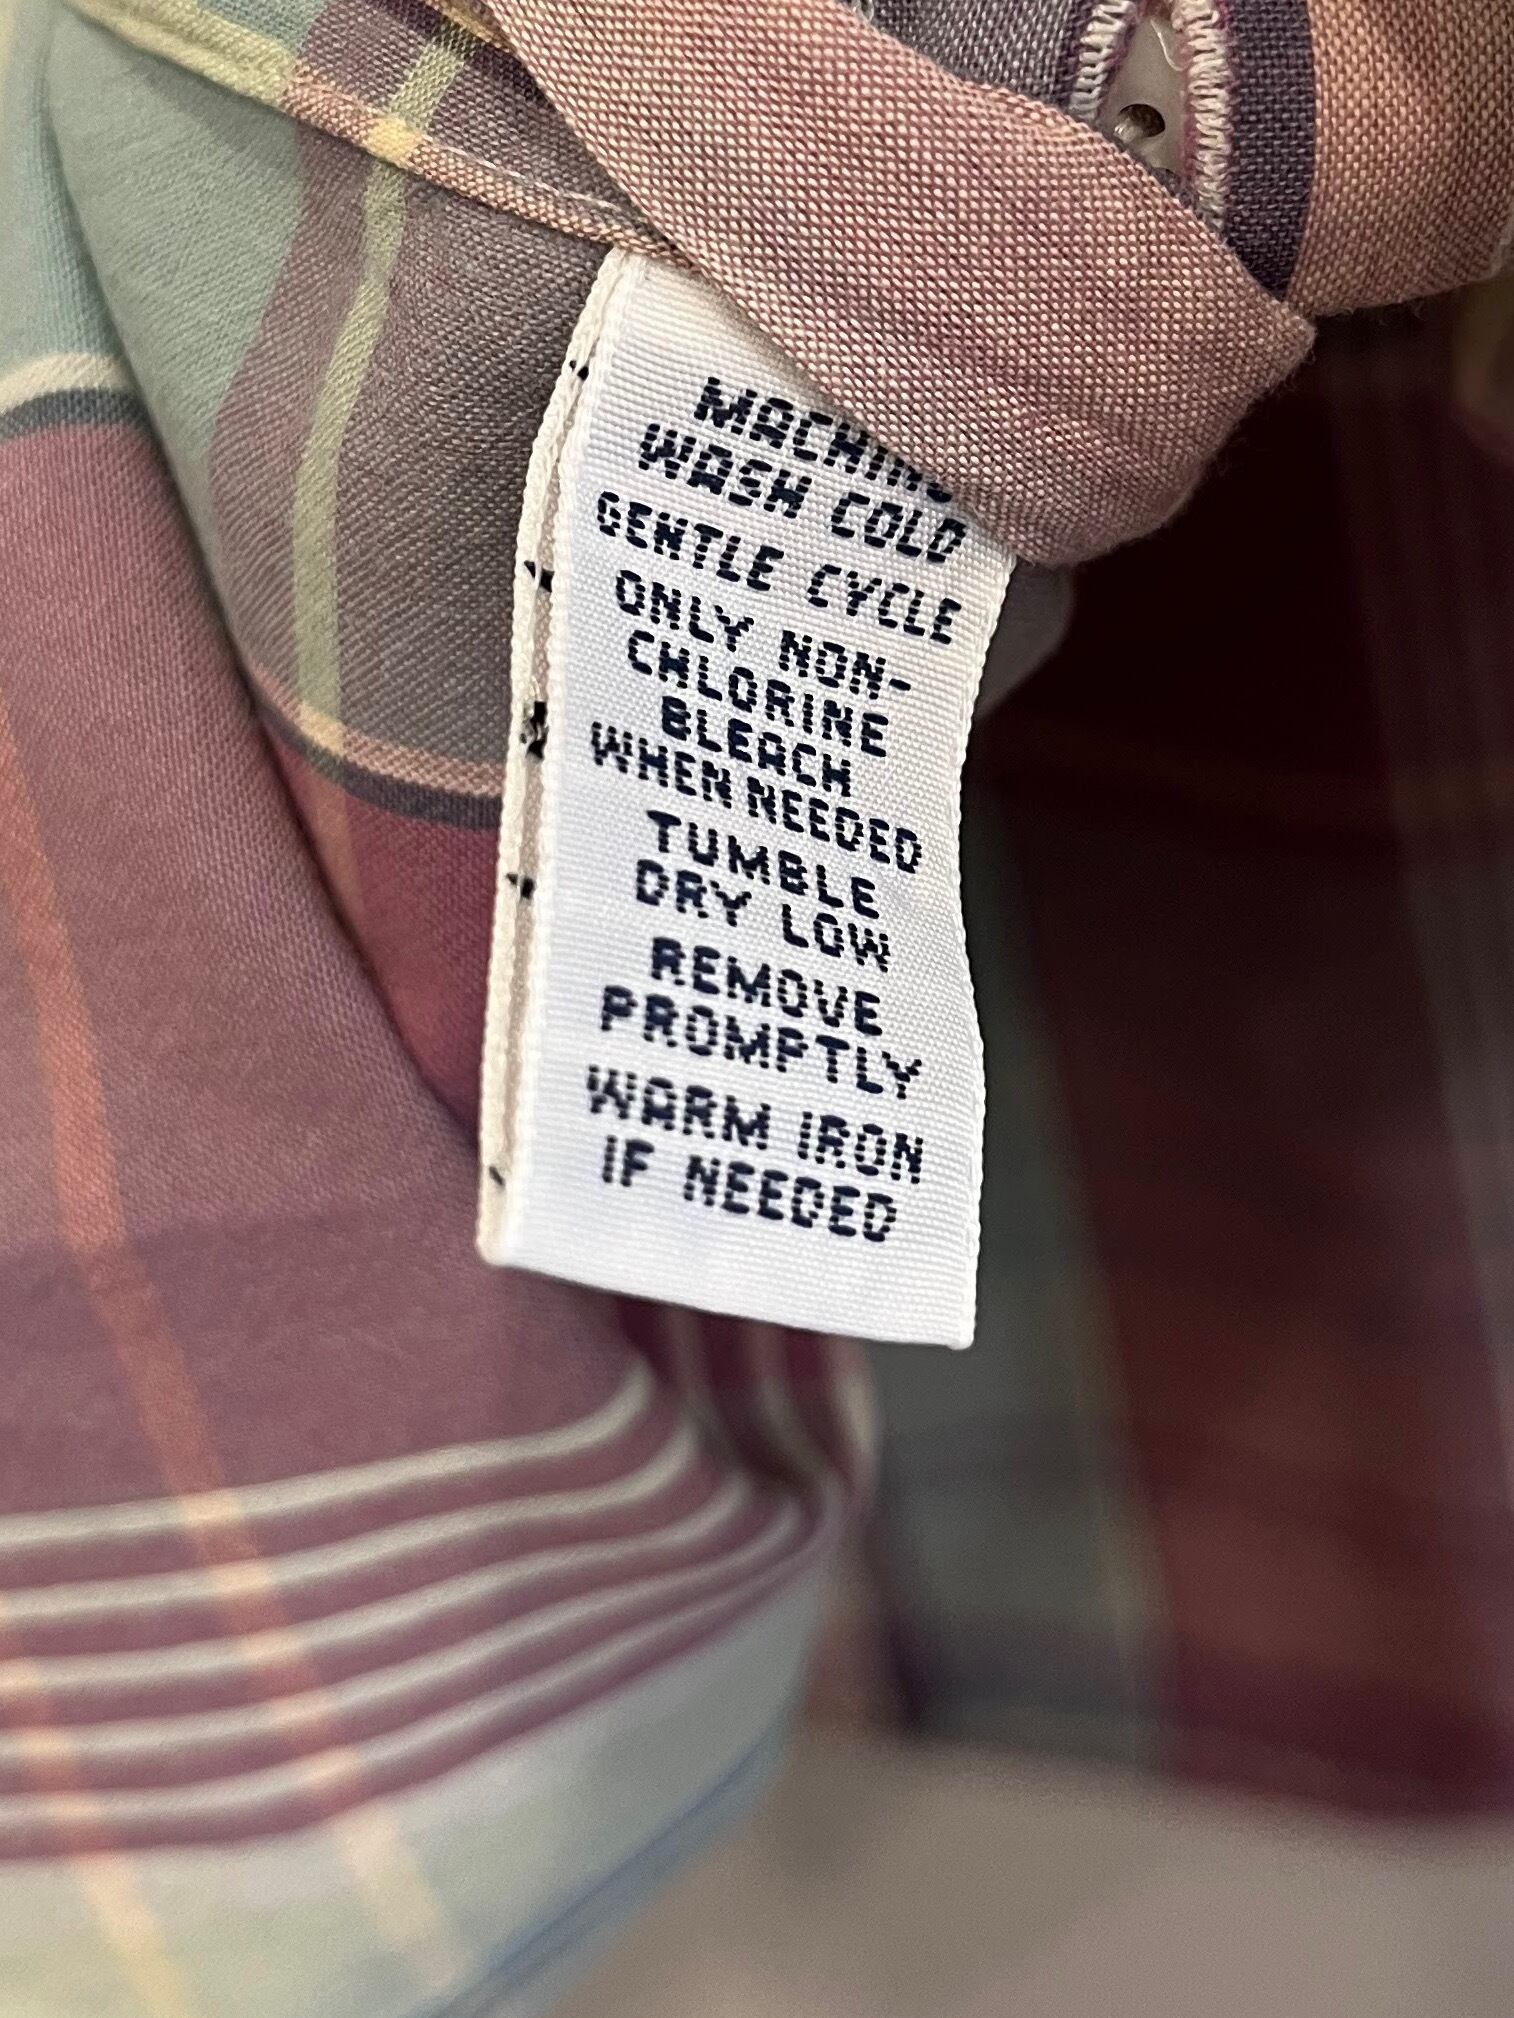 MACHINE
WASH COLD
GENTLE CYCLE
ONLY NON-
CHLORINE
BLEACH
WHEN NEEDED
TUMBLE
DRY LOW
REMOVE
PROMPTLY
WARM IRON
IF NEEDED